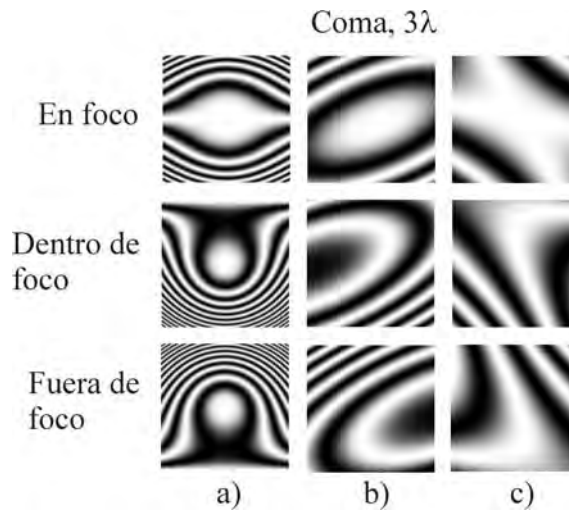 Coma, 3λ
En foco
Dentro de
foco
Fuera de
foco
a)
b)
c)